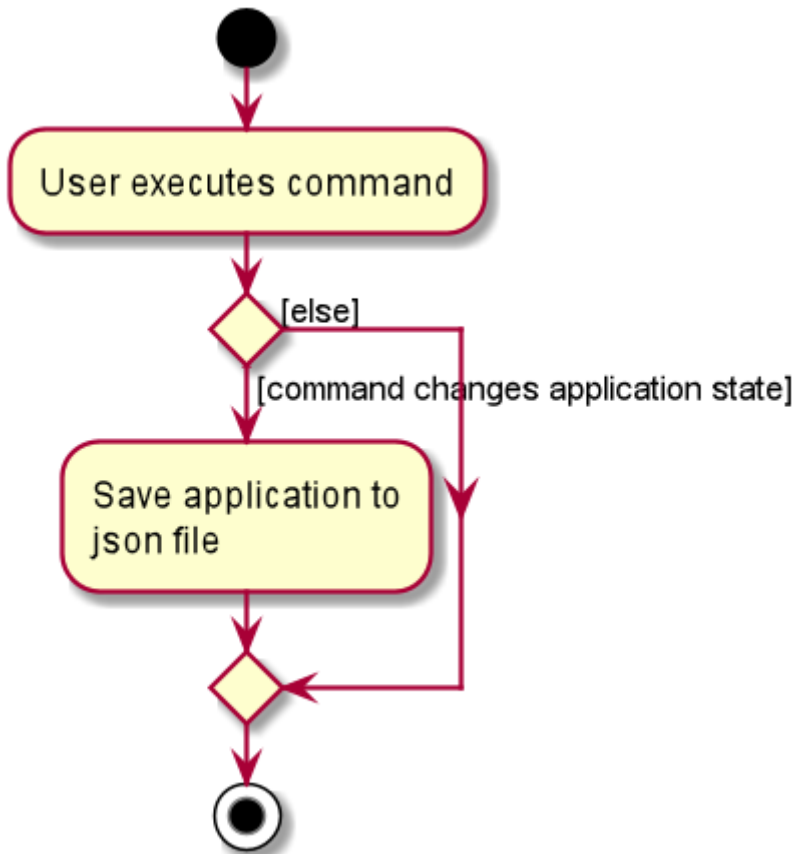 User executes command
[else]
[command changes application state]
Save application to
json file